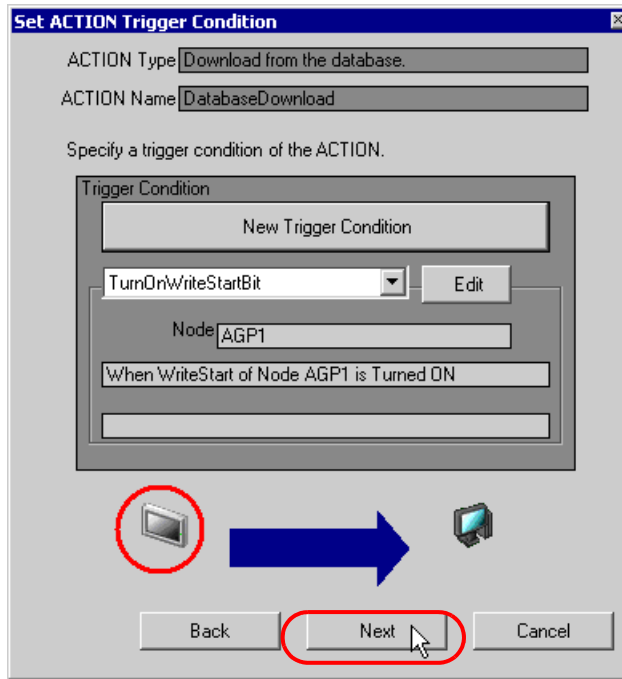 Set ACTION Trigger Condition
ACTION Type Download from the database.
ACTION Name DatabaseDownload
Specify a trigger condition of the ACTION.
Trigger Condition
New Trigger Condition
TurnOnWriteStartBit Edit
Node AGP1
When WriteStart of Node AGP1 is Turned ON
Back Next Cancel